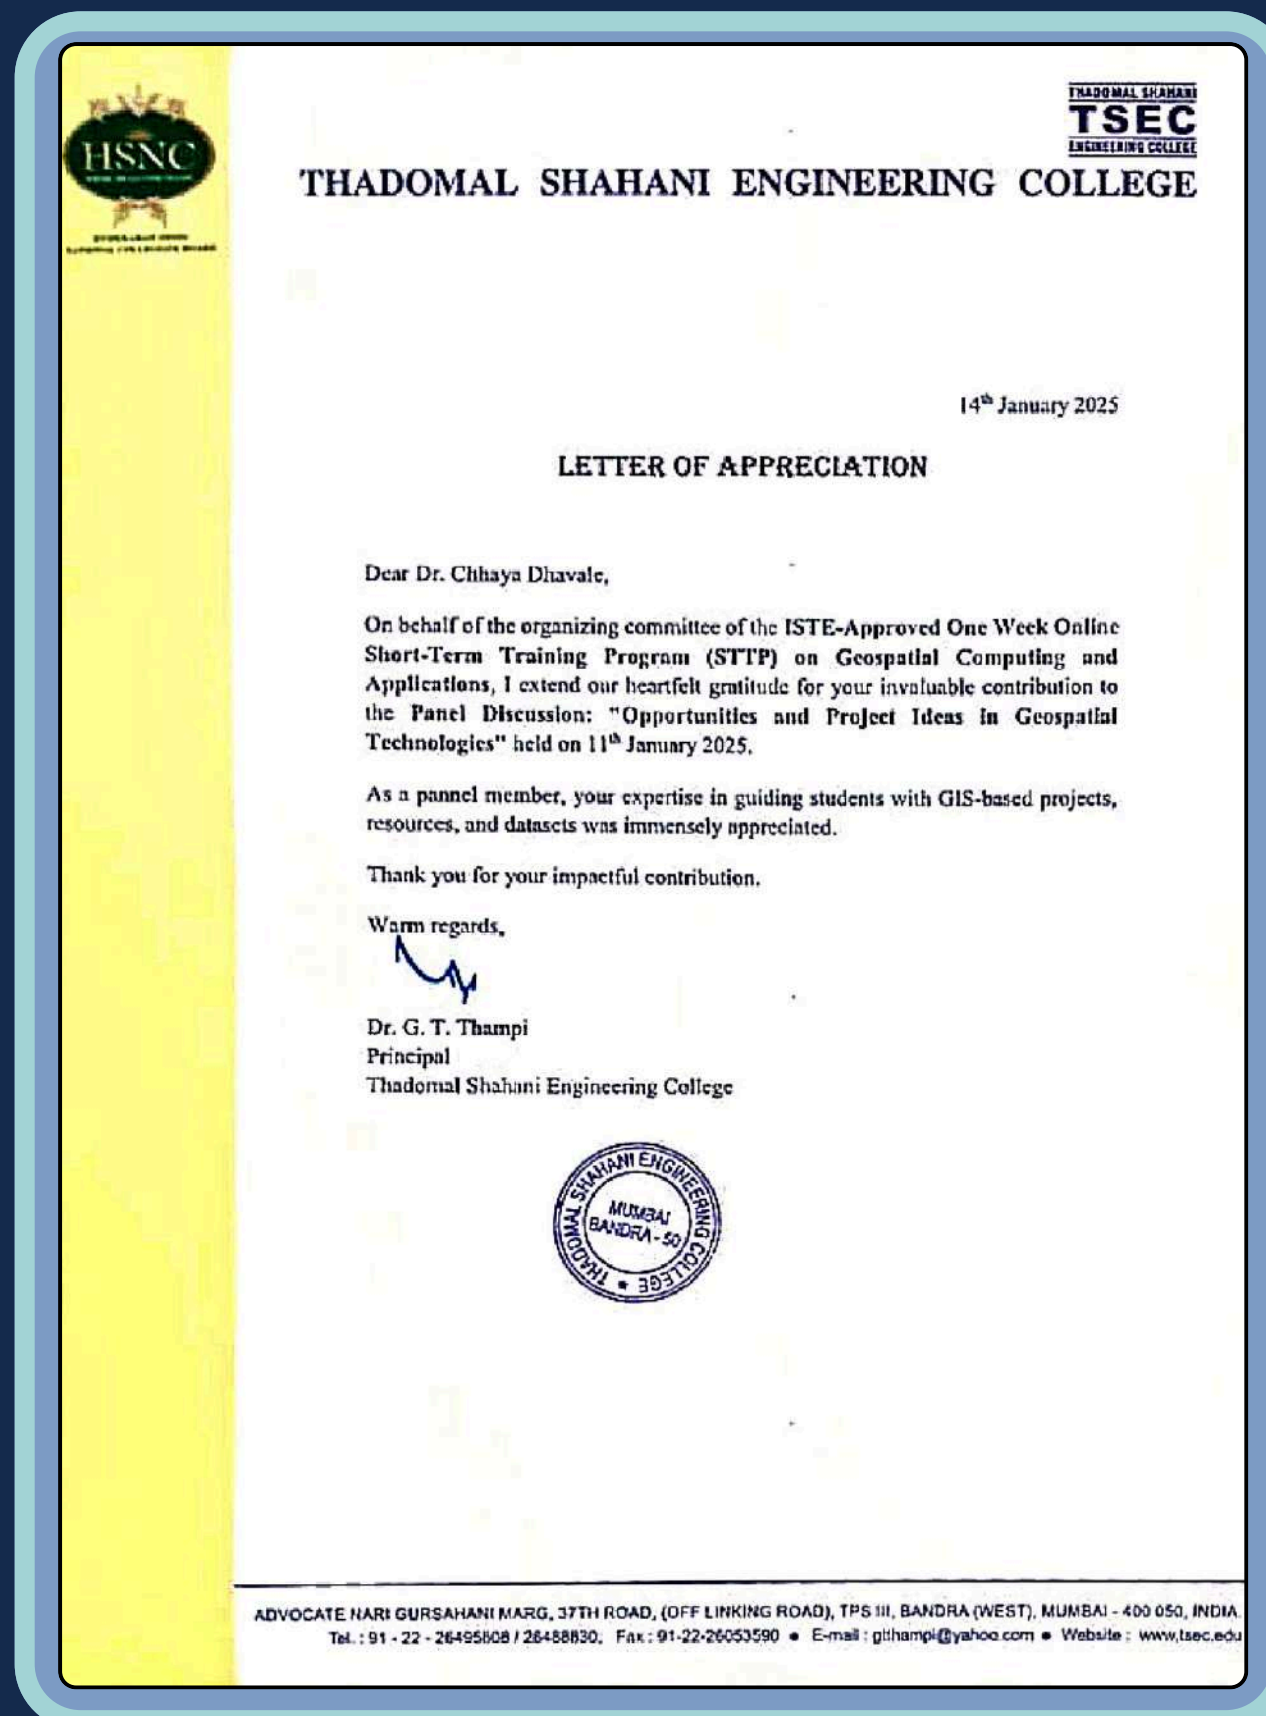 HSNC
THADOMAL SHAHANI
TSEC
ENGINEERING COLLEGE
THADOMAL SHAHANI ENGINEERING COLLEGE
14th January 2025
LETTER OF APPRECIATION
Dear Dr. Chhaya Dhavale,
On behalf of the organizing committee of the ISTE-Approved One Week Online
Short-Term Training Program (STTP) on Geospatial Computing and
Applications, I extend our heartfelt gratitude for your invaluable contribution to
the Panel Discussion: "Opportunities and Project Ideas in Geospatial
Technologies" held on 11th January 2025.
As a pannel member, your expertise in guiding students with GIS-based projects,
resources, and datasets was immensely appreciated.
Thank you for your impactful contribution.
Warm regards,
Dr. G. T. Thampi
Principal
Thadomal Shahani Engineering College
THADOMAL SHAHANI ENGINEERING COLLEGE
MUMBAI
BANDRA - 50
ADVOCATE NARI GURSAHANI MARG, 37TH ROAD, (OFF LINKING ROAD), TPS III, BANDRA (WEST), MUMBAI - 400 050, INDIA.
Tel. : 91 - 22 - 26495808 / 26488830, Fax : 91-22-26053590 • E-mail : gtthampi@yahoo.com • Website : www.tsec.edu